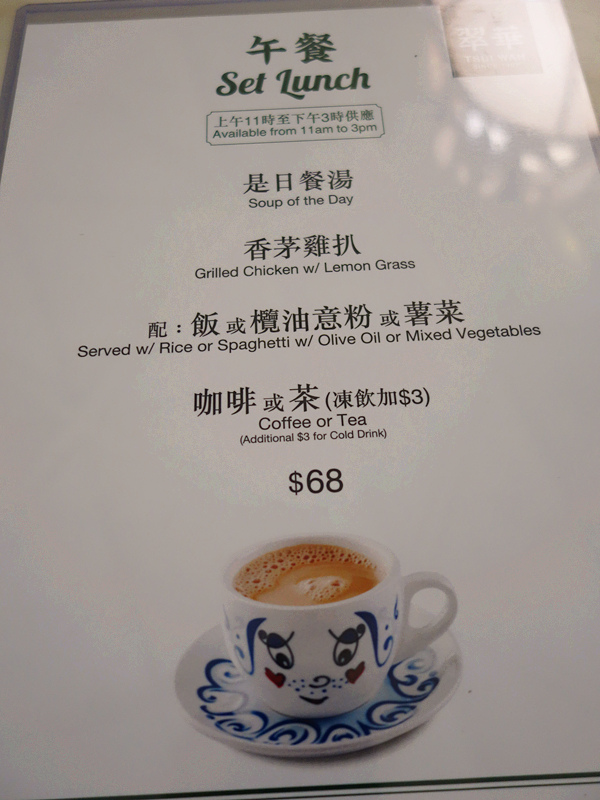 翠華
午餐
Set Lunch
上午11時至下午3時供應
Available from 11am to 3pm
是日餐湯
Soup of the Day
香茅雞扒
Grilled Chicken w/ Lemon Grass
配：飯或欖油意粉或薯菜
Served w/ Rice or Spaghetti w/ Olive Oil or Mixed Vegetables
咖啡或茶(凍飲加$3)
Coffee or Tea
(Additional $3 for Cold Drink)
$68